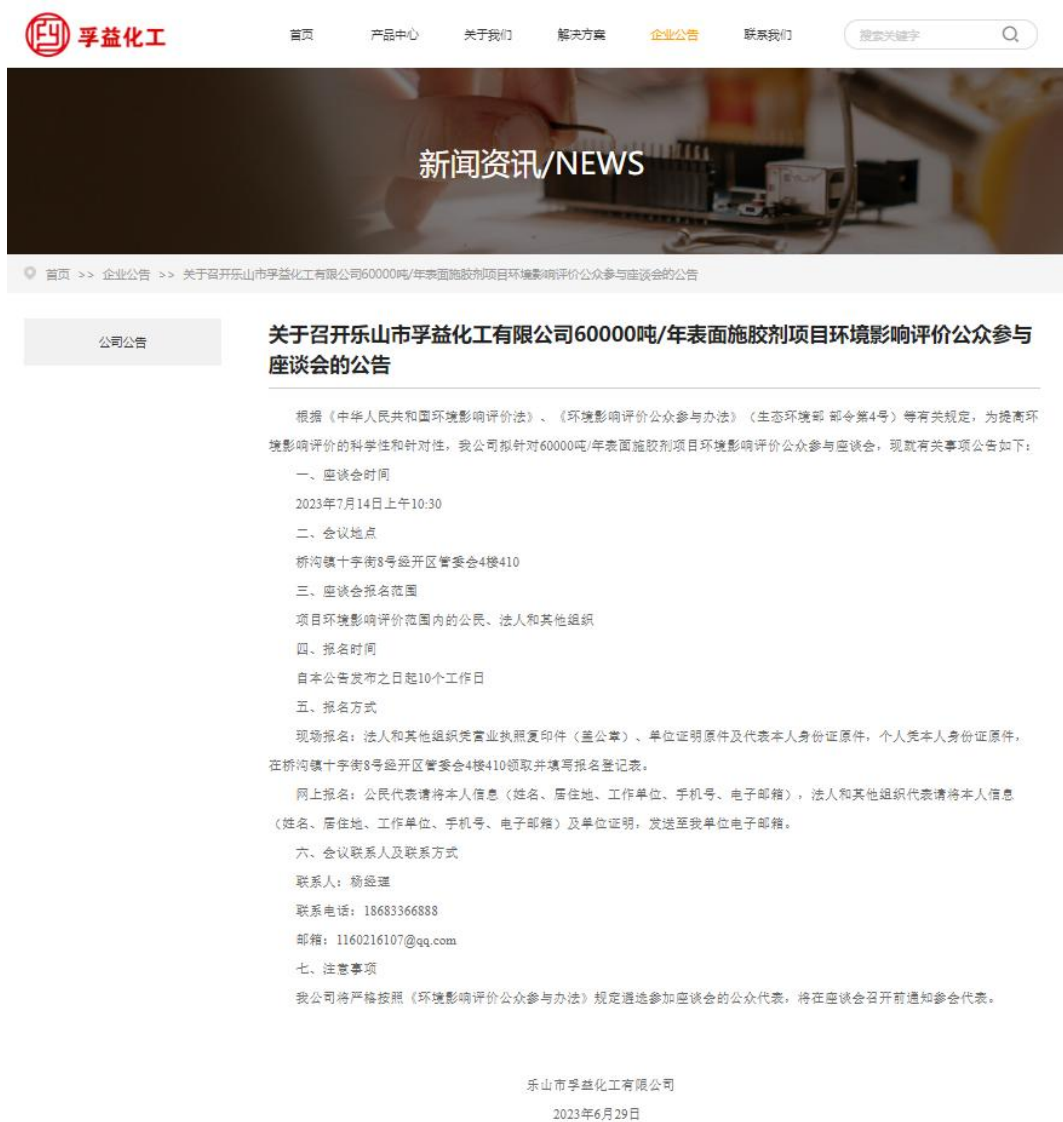 孚益化工
首页 产品中心 关于我们 解决方案 企业公告 联系我们 搜索关键字
新闻资讯/NEWS
首页 >> 企业公告 >> 关于召开乐山市孚益化工有限公司60000吨/年表面施胶剂项目环境影响评价公众参与座谈会的公告
公司公告
关于召开乐山市孚益化工有限公司60000吨/年表面施胶剂项目环境影响评价公众参与
座谈会的公告
根据《中华人民共和国环境影响评价法》、《环境影响评价公众参与办法》（生态环境部 部令第4号）等有关规定，为提高环
境影响评价的科学性和针对性，我公司拟针对60000吨/年表面施胶剂项目环境影响评价公众参与座谈会，现就有关事项公告如下：
一、座谈会时间
2023年7月14日上午10:30
二、会议地点
桥沟镇十字街8号经开区管委会4楼410
三、座谈会报名范围
项目环境影响评价范围内的公民、法人和其他组织
四、报名时间
自本公告发布之日起10个工作日
五、报名方式
现场报名：法人和其他组织凭营业执照复印件（盖公章）、单位证明原件及代表本人身份证原件，个人凭本人身份证原件，
在桥沟镇十字街8号经开区管委会4楼410领取并填写报名登记表。
网上报名：公民代表请将本人信息（姓名、居住地、工作单位、手机号、电子邮箱），法人和其他组织代表请将本人信息
（姓名、居住地、工作单位、手机号、电子邮箱）及单位证明，发送至我单位电子邮箱。
六、会议联系人及联系方式
联系人：杨经理
联系电话：18683366888
邮箱：1160216107@qq.com
七、注意事项
我公司将严格按照《环境影响评价公众参与办法》规定遴选参加座谈会的公众代表，将在座谈会召开前通知参会代表。
乐山市孚益化工有限公司
2023年6月29日